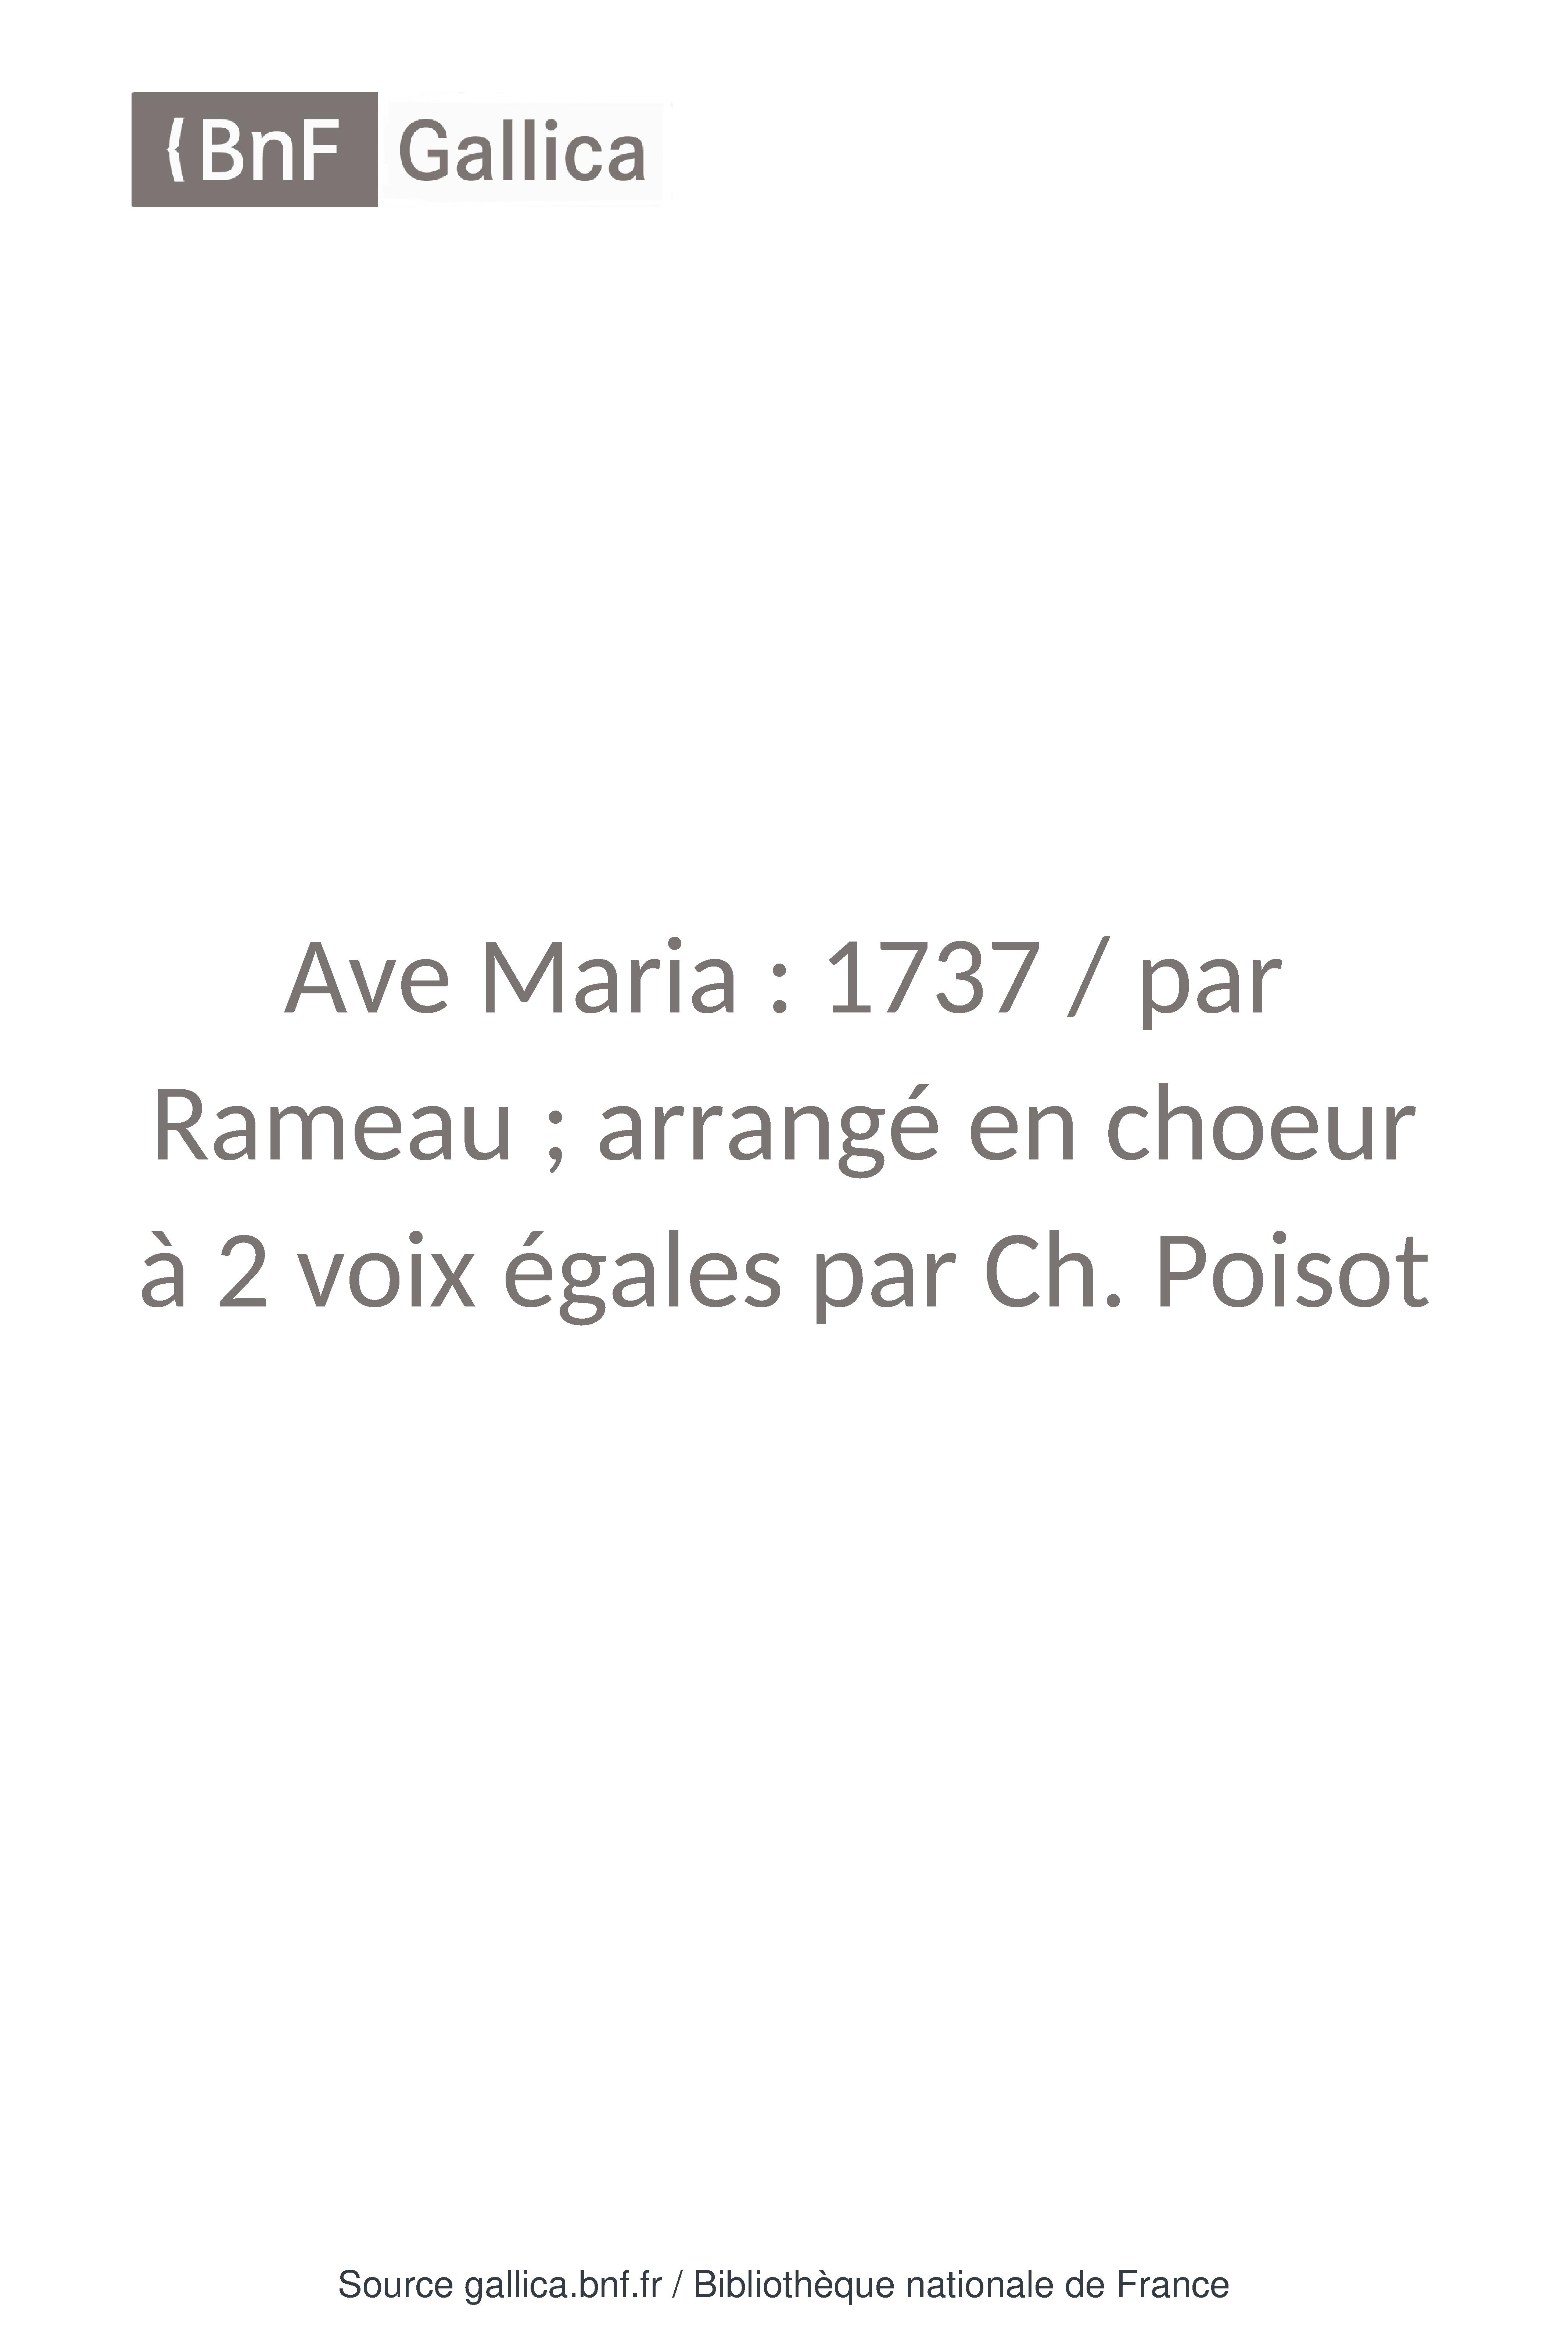 {BnF Gallica
Ave Maria : 1737 / par
Rameau ; arrangé en choeur
à 2 voix égales par Ch. Poisot
Source gallica.bnf.fr / Bibliothèque nationale de France